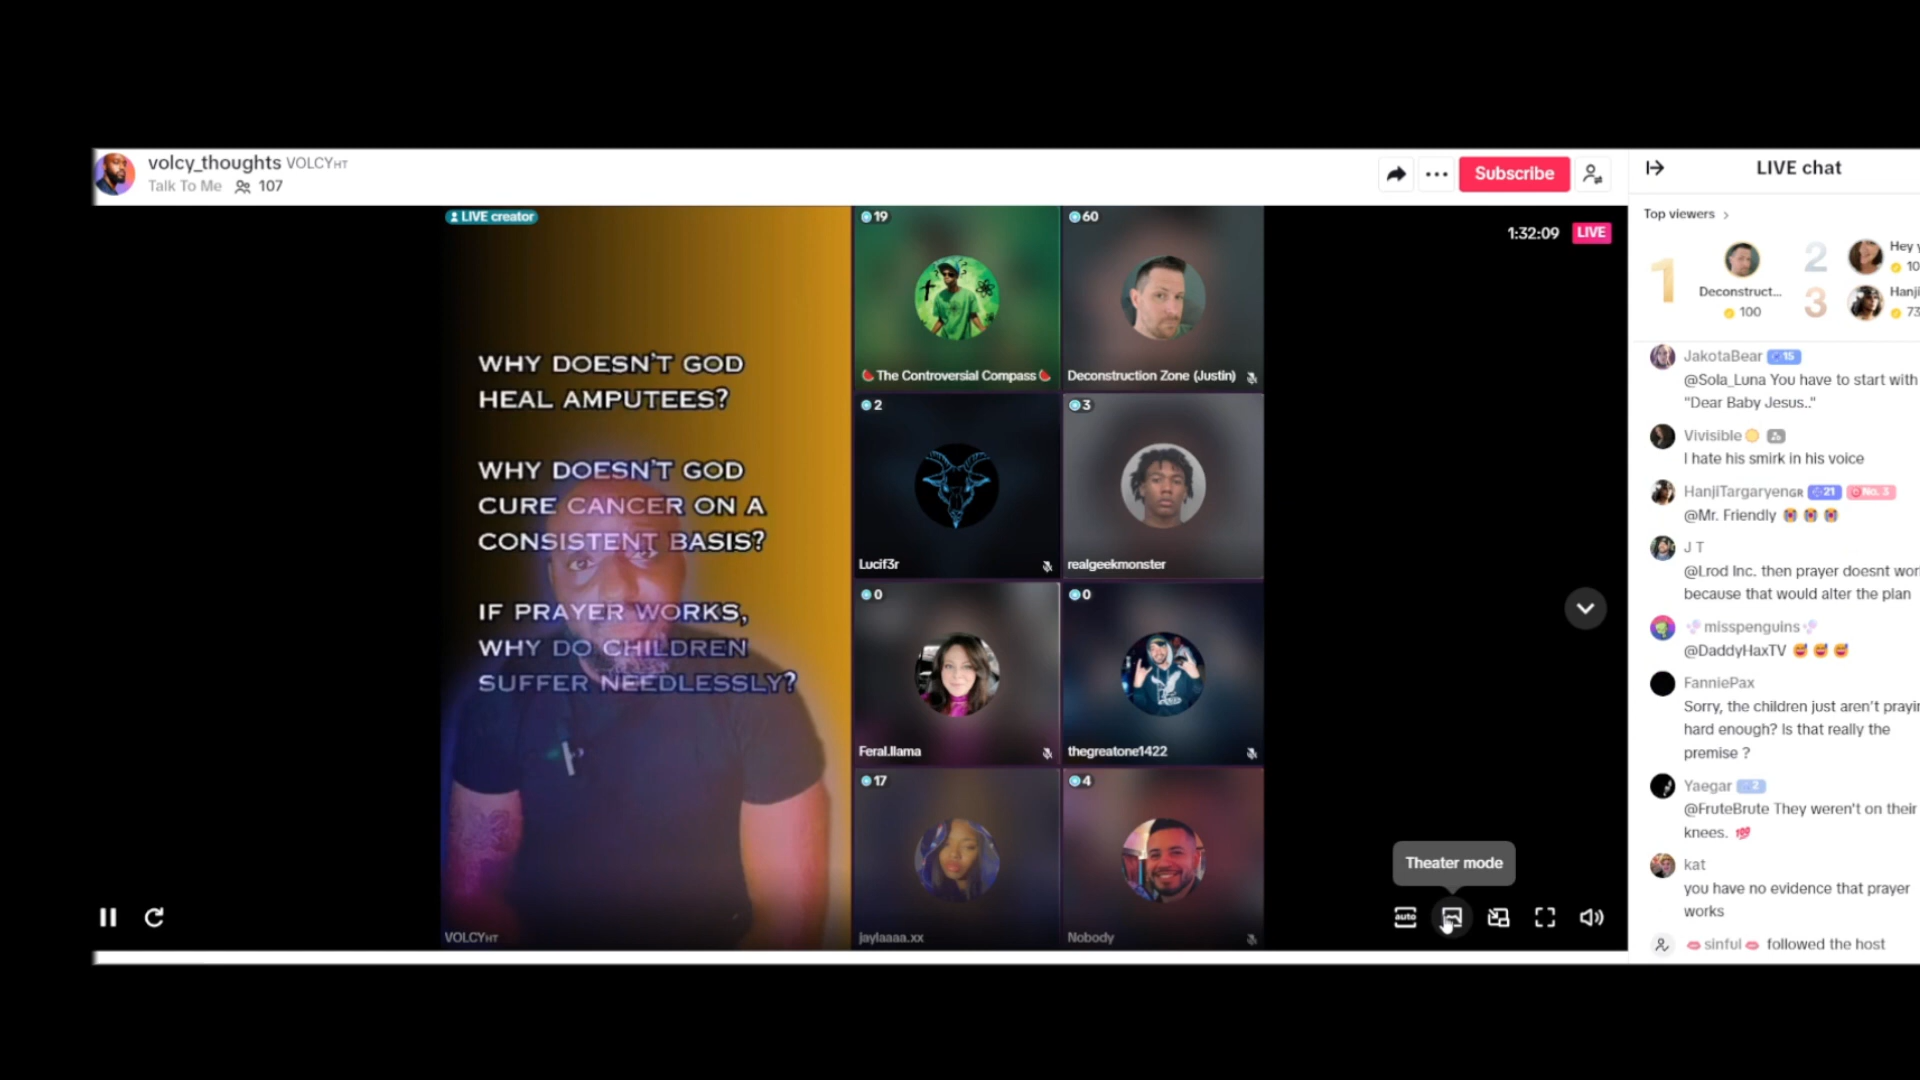 volcy_thoughts VOLCYHT
Talk To Me 107
Subscribe
LIVE creator
WHY DOESN'T GOD
HEAL AMPUTEES?
WHY DOESN'T GOD
CURE CANCER ON A
CONSISTENT BASIS?
IF PRAYER WORKS,
WHY DO CHILDREN
SUFFER NEEDLESSLY?
VOLCYHT
19
🍉The Controversial Compass🍉
60
Deconstruction Zone (Justin)
2
Lucif3r
3
realgeekmonster
0
Feral.llama
0
thegreatone1422
17
jaylaaaa.xx
4
Nobody
1:32:09 LIVE
Theater mode
auto
LIVE chat
Top viewers >
1
Deconstruct...
100
2
Hey
10
3
Hanji
73
JakotaBear 15
@Sola_Luna You have to start with
"Dear Baby Jesus.."
Vivisible
I hate his smirk in his voice
HanjiTargaryenGR 21 No. 3
@Mr. Friendly
J T
@Lrod Inc. then prayer doesnt wor
because that would alter the plan
misspenguins
@DaddyHaxTV
FanniePax
Sorry, the children just aren't prayin
hard enough? Is that really the
premise ?
Yaegar 2
@FruteBrute They weren't on their
knees. 💯
kat
you have no evidence that prayer
works
sinful followed the host